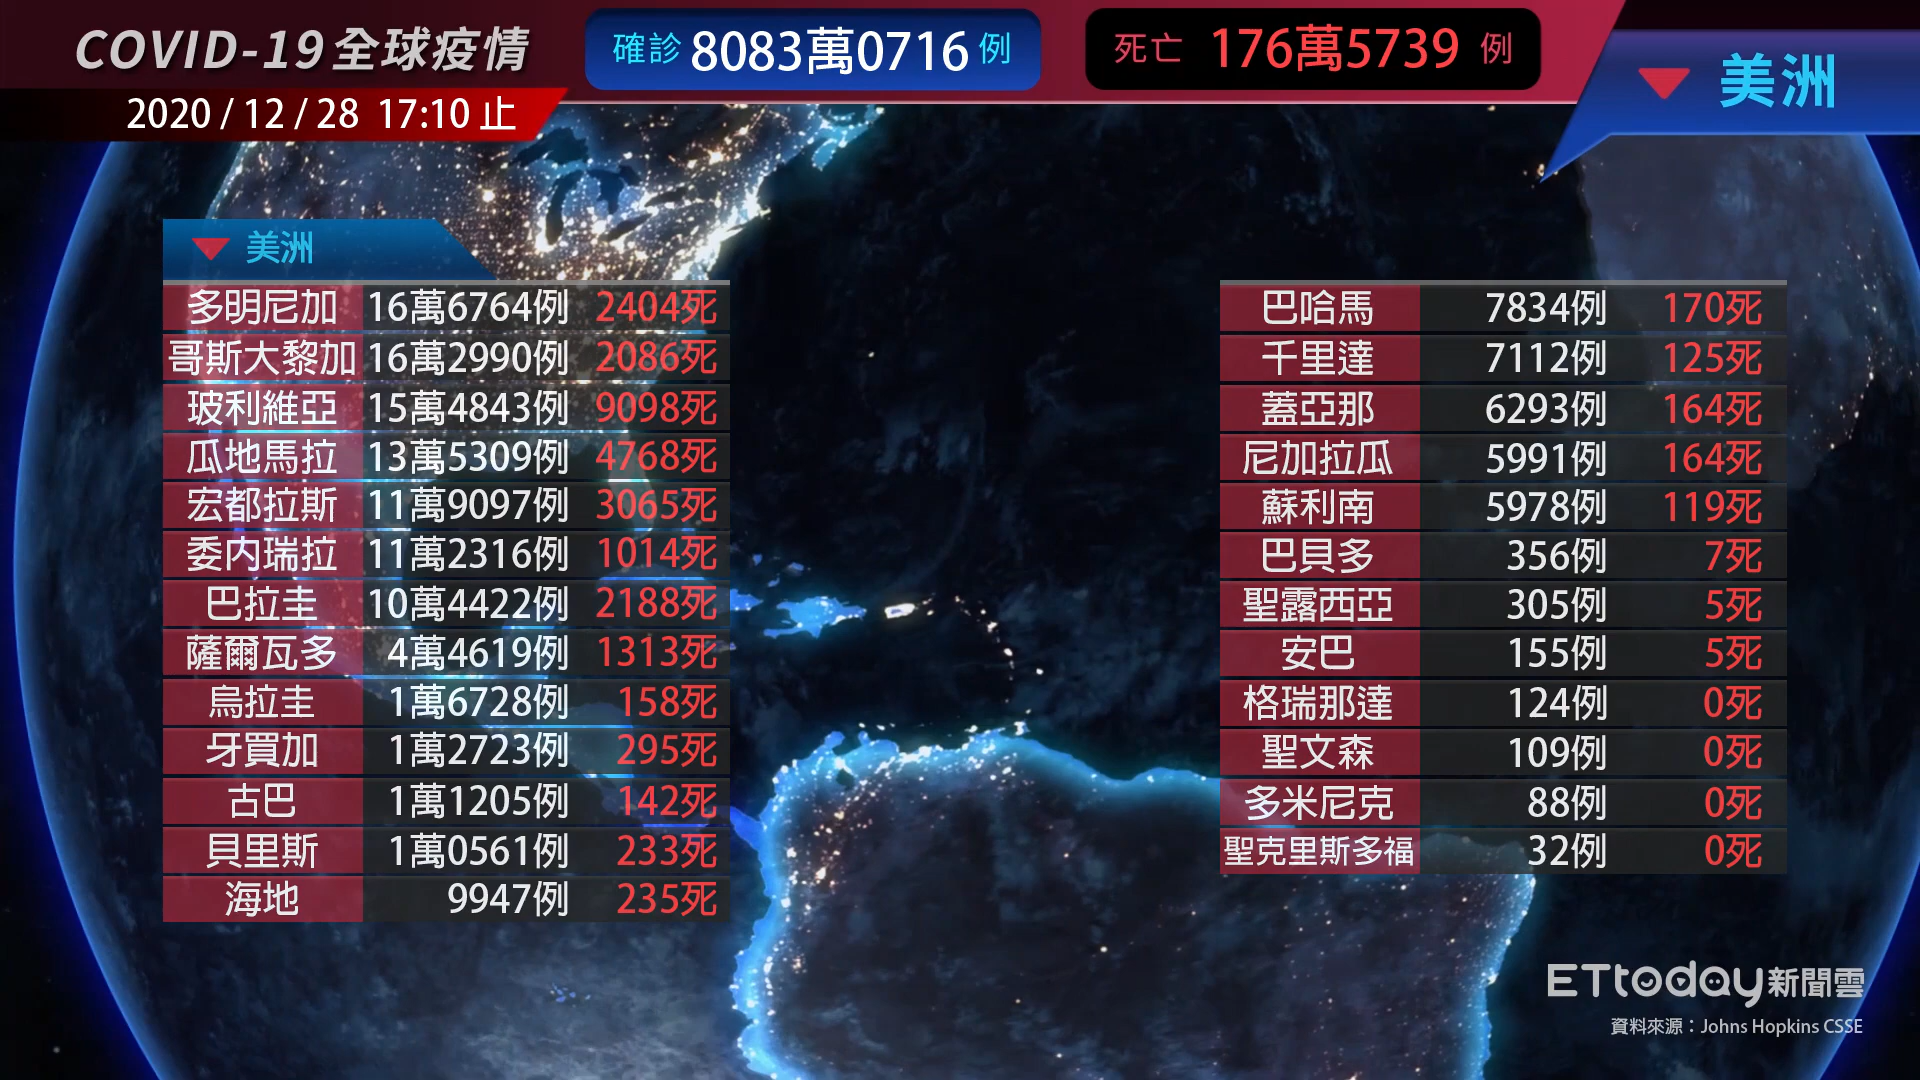 COVID-19全球疫情
確診 8083萬0716 例
死亡 176萬5739 例
美洲
2020 / 12 / 28 17:10 止
美洲
多明尼加 16萬6764例 2404死
哥斯大黎加 16萬2990例 2086死
玻利維亞 15萬4843例 9098死
瓜地馬拉 13萬5309例 4768死
宏都拉斯 11萬9097例 3065死
委內瑞拉 11萬2316例 1014死
巴拉圭 10萬4422例 2188死
薩爾瓦多 4萬4619例 1313死
烏拉圭 1萬6728例 158死
牙買加 1萬2723例 295死
古巴 1萬1205例 142死
貝里斯 1萬0561例 233死
海地 9947例 235死
巴哈馬 7834例 170死
千里達 7112例 125死
蓋亞那 6293例 164死
尼加拉瓜 5991例 164死
蘇利南 5978例 119死
巴貝多 356例 7死
聖露西亞 305例 5死
安巴 155例 5死
格瑞那達 124例 0死
聖文森 109例 0死
多米尼克 88例 0死
聖克里斯多福 32例 0死
ETtoday新聞雲
資料來源：Johns Hopkins CSSE